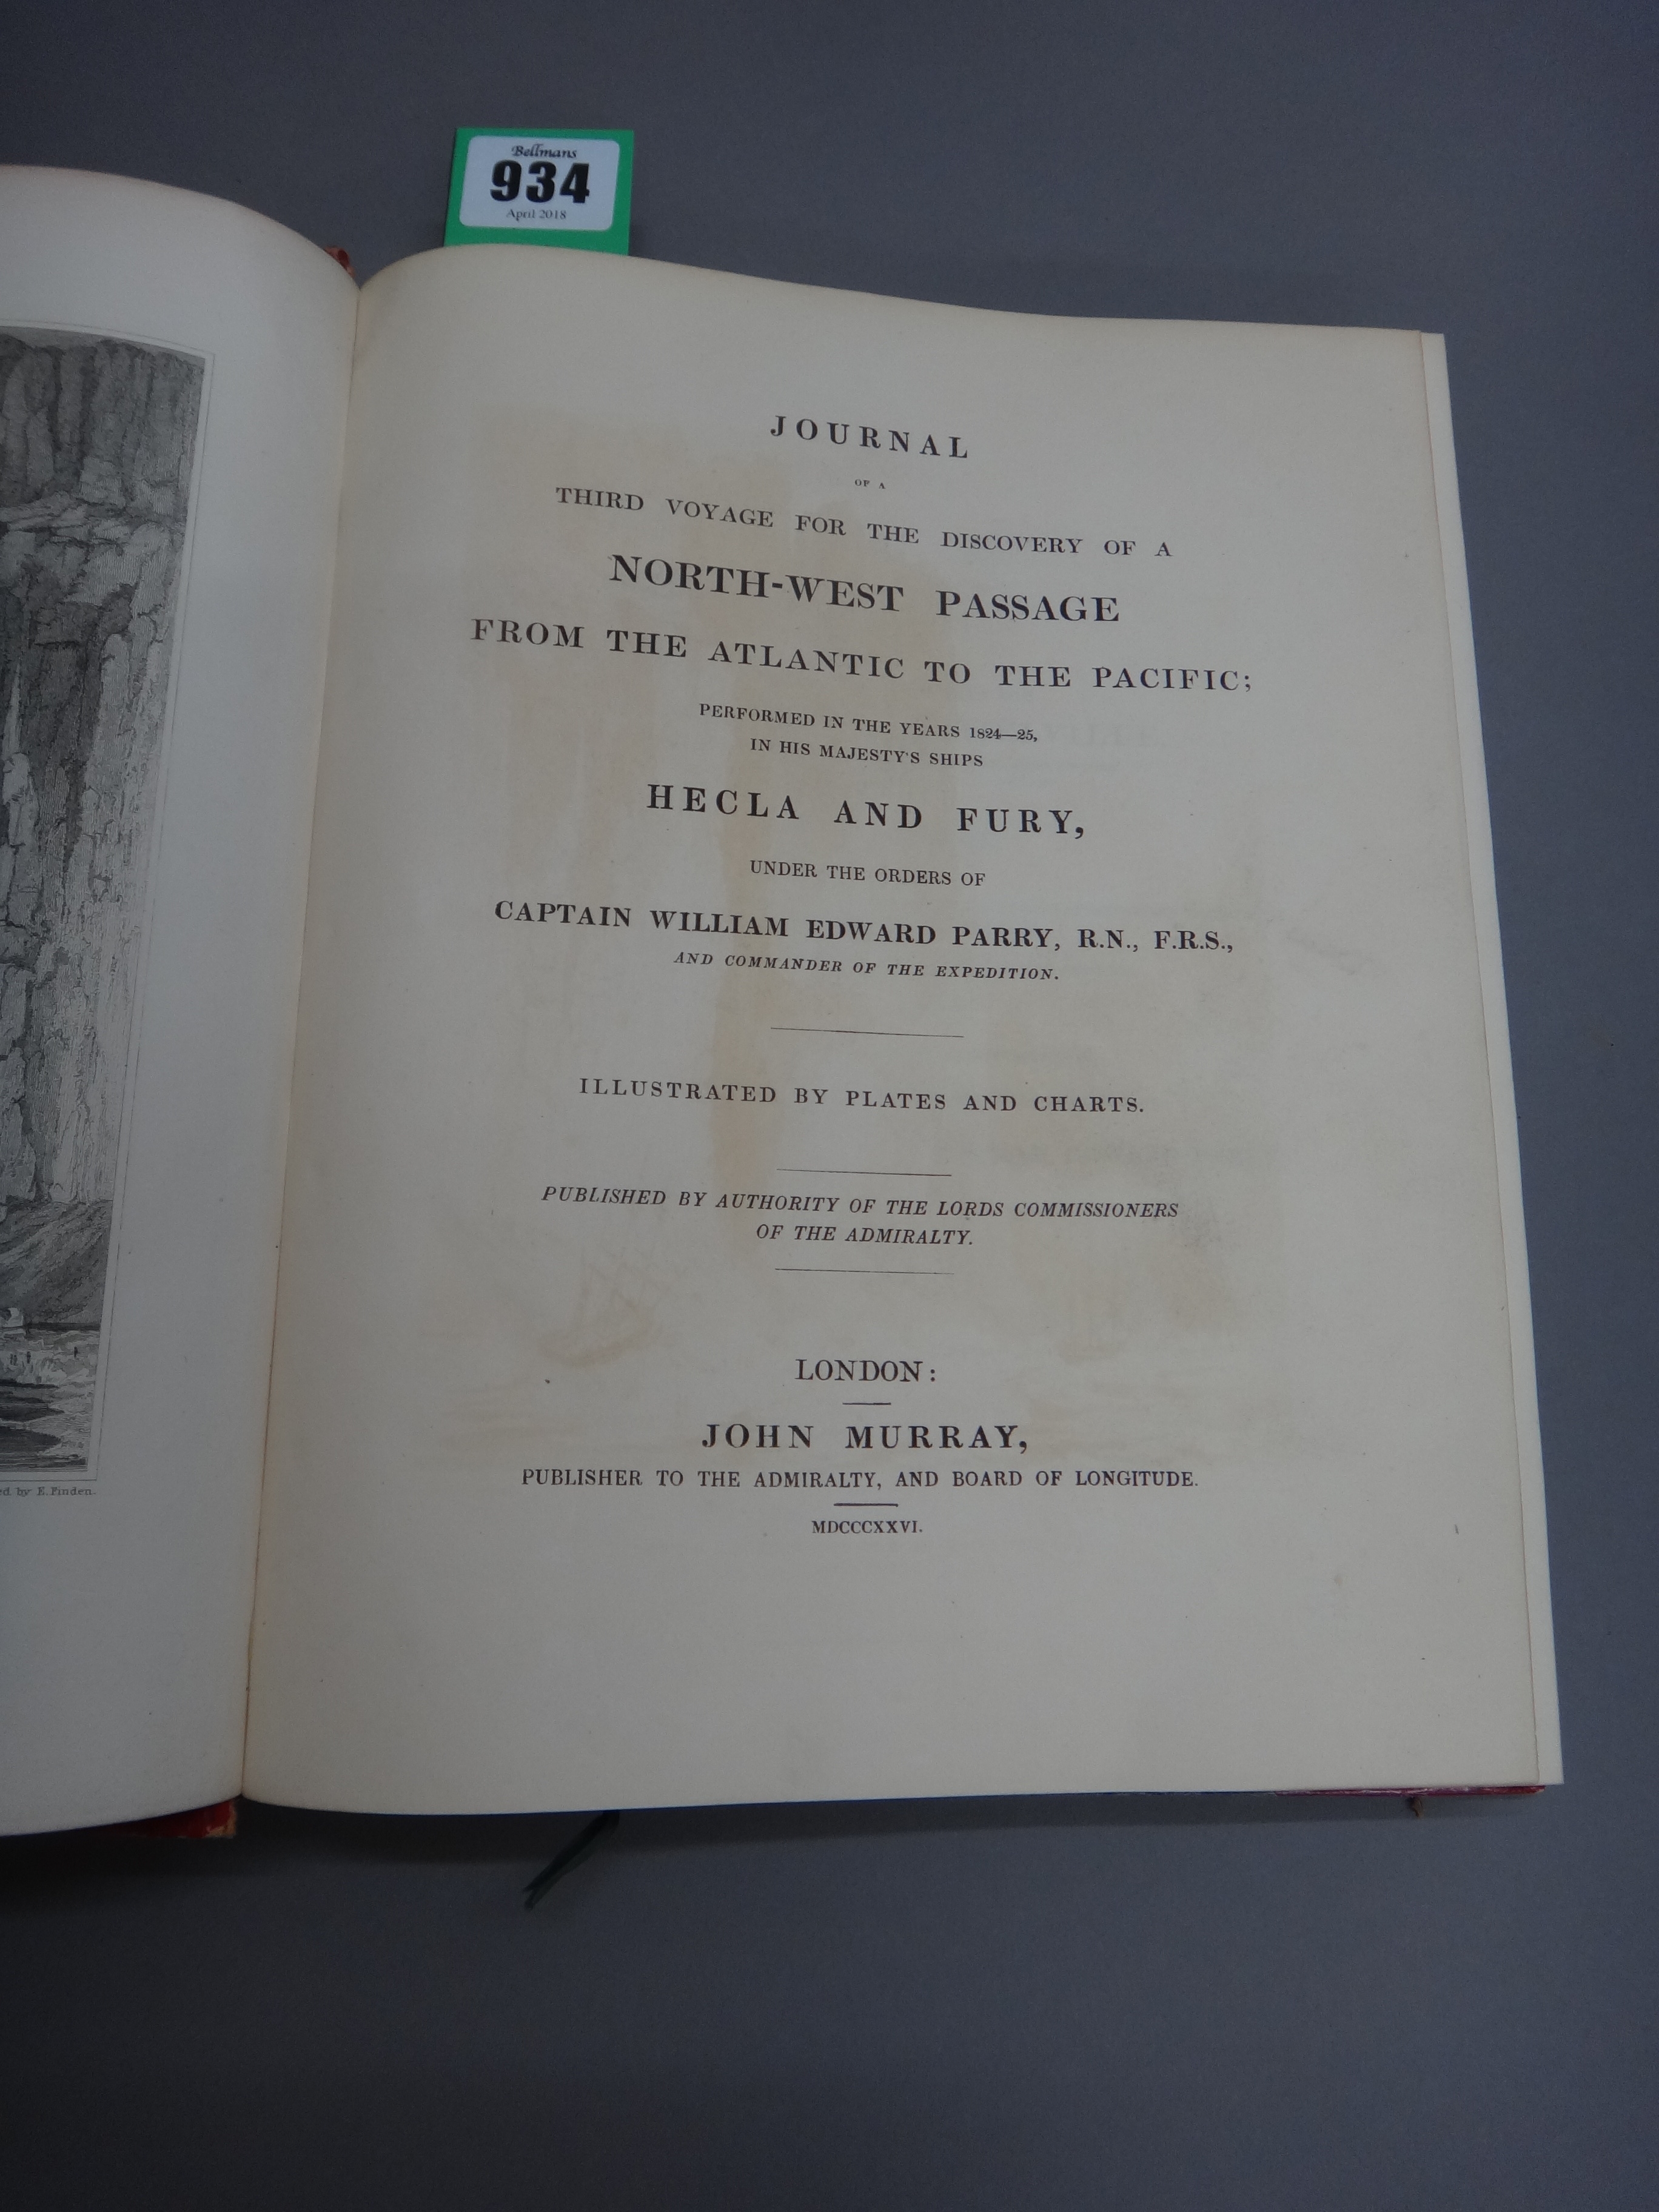 Bellmans
934
April 2018
JOURNAL
OF A
THIRD VOYAGE FOR THE DISCOVERY OF A
NORTH-WEST PASSAGE
FROM THE ATLANTIC TO THE PACIFIC;
PERFORMED IN THE YEARS 1824—25,
IN HIS MAJESTY'S SHIPS
HECLA AND FURY,
UNDER THE ORDERS OF
CAPTAIN WILLIAM EDWARD PARRY, R.N., F.R.S.,
AND COMMANDER OF THE EXPEDITION.
ILLUSTRATED BY PLATES AND CHARTS.
PUBLISHED BY AUTHORITY OF THE LORDS COMMISSIONERS
OF THE ADMIRALTY.
LONDON:
JOHN MURRAY,
PUBLISHER TO THE ADMIRALTY, AND BOARD OF LONGITUDE.
MDCCCXXVI.
by E. Finden.